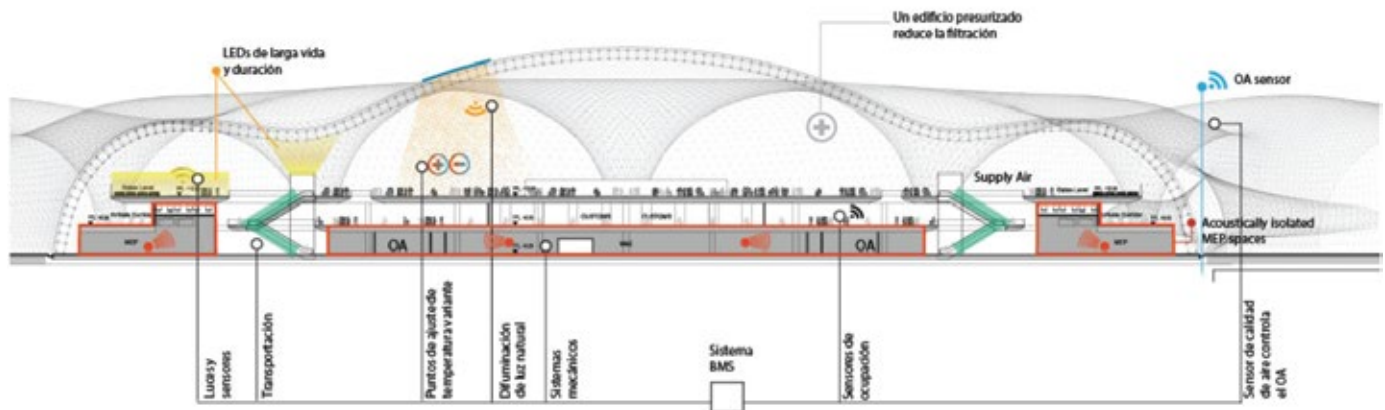 Un edificio presurizado
reduce la filtración
LEDs de larga vida
y duración
OA sensor
Supply Air
Acoustically isolated
MEP spaces
CUSTOMS
CUSTOMS
MEP
OA
OA
MEP
Luces y
sensores
Transportación
Puntos de ajuste de
temperatura variante
Difuminación
de luz natural
Sistemas
mecánicos
Sistema
BMS
Sensores de
ocupación
Sensor de calidad
de aire controla
el OA